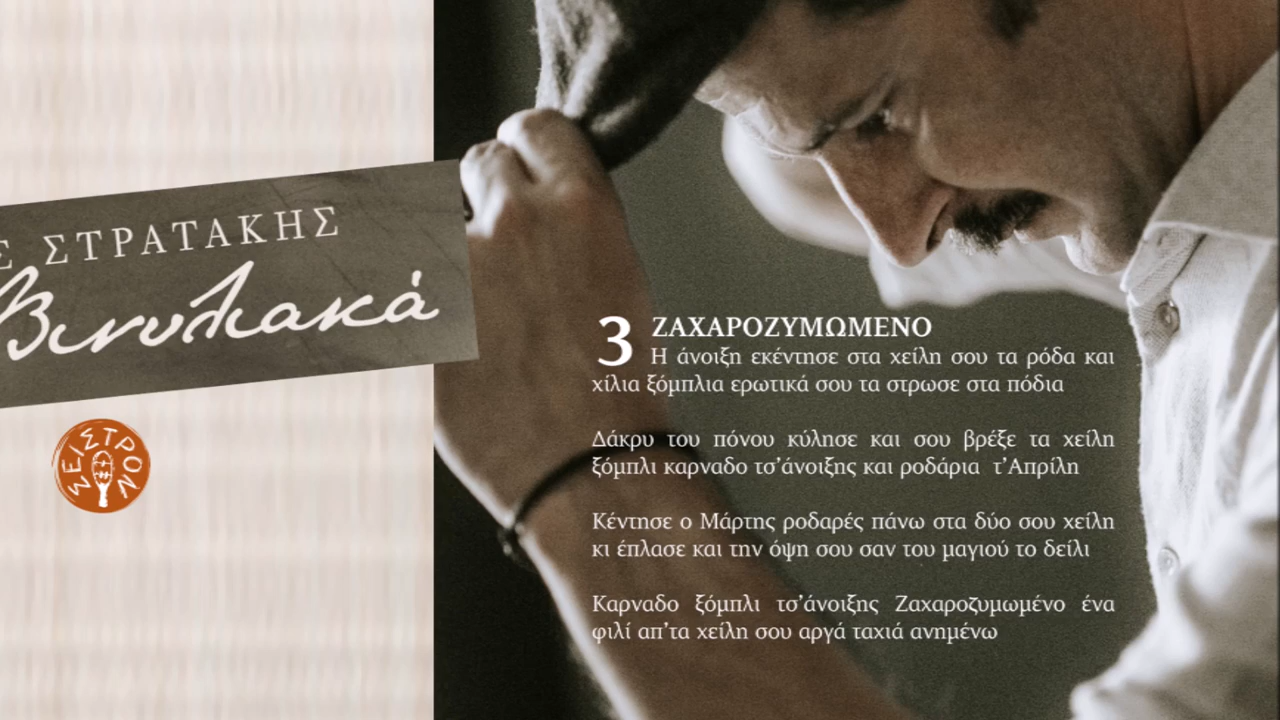 Σ ΣΤΡΑΤΑΚΗΣ
Βινυλιακά
ΣΕΙΣΤΡΟΝ
3 ΖΑΧΑΡΟΖΥΜΩΜΕΝΟ
Η άνοιξη εκέντησε στα χείλη σου τα ρόδα και
χίλια ξόμπλια ερωτικά σου τα στρωσε στα πόδια
Δάκρυ του πόνου κύλησε και σου βρέξε τα χείλη
ξόμπλι καρναδο τσ’άνοιξης και ροδάρια τ’Απρίλη
Κέντησε ο Μάρτης ροδαρές πάνω στα δύο σου χείλη
κι έπλασε και την όψη σου σαν του μαγιού το δείλι
Καρναδο ξόμπλι τσ’άνοιξης Ζαχαροζυμωμένο ένα
φιλί απ’τα χείλη σου αργά ταχιά ανημένω